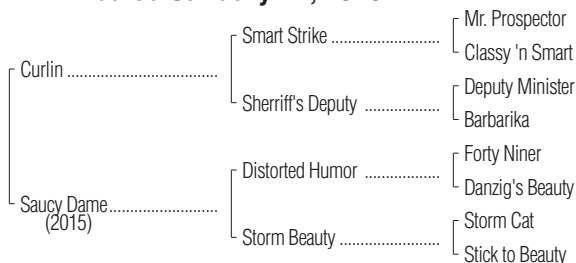 Smart Strike ......................
Mr. Prospector
Classy 'n Smart
Curlin ..................................
Sherriff's Deputy ...............
Deputy Minister
Barbarika
Distorted Humor ...............
Forty Niner
Danzig's Beauty
Saucy Dame........................
(2015)
Storm Beauty ....................
Storm Cat
Stick to Beauty